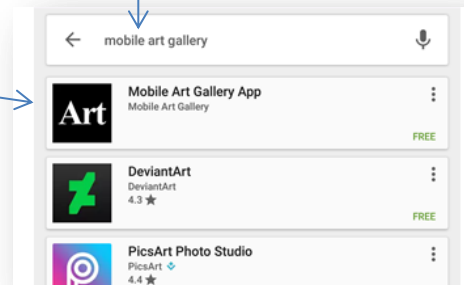 mobile art gallery
Art
Mobile Art Gallery App
Mobile Art Gallery
FREE
DeviantArt
DeviantArt
4.3
FREE
PicsArt Photo Studio
PicsArt
4.4